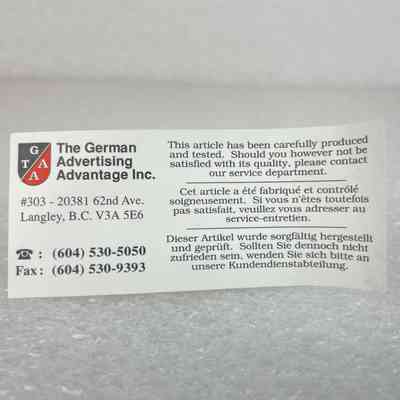 G
T A
A
The German
Advertising
Advantage Inc.
#303 - 20381 62nd Ave.
Langley, B.C. V3A 5E6
☎ : (604) 530-5050
Fax : (604) 530-9393
This article has been carefully produced
and tested. Should you however not be
satisfied with its quality, please contact
our service department.
Cet article a été fabriqué et contrôlé
soigneusement. Si vous n'êtes toutefois
pas satisfait, veuillez vous adresser au
service-entretien.
Dieser Artikel wurde sorgfältig hergestellt
und geprüft. Sollten Sie dennoch nicht
zufrieden sein, wenden Sie sich bitte an
unsere Kundendienstabteilung.